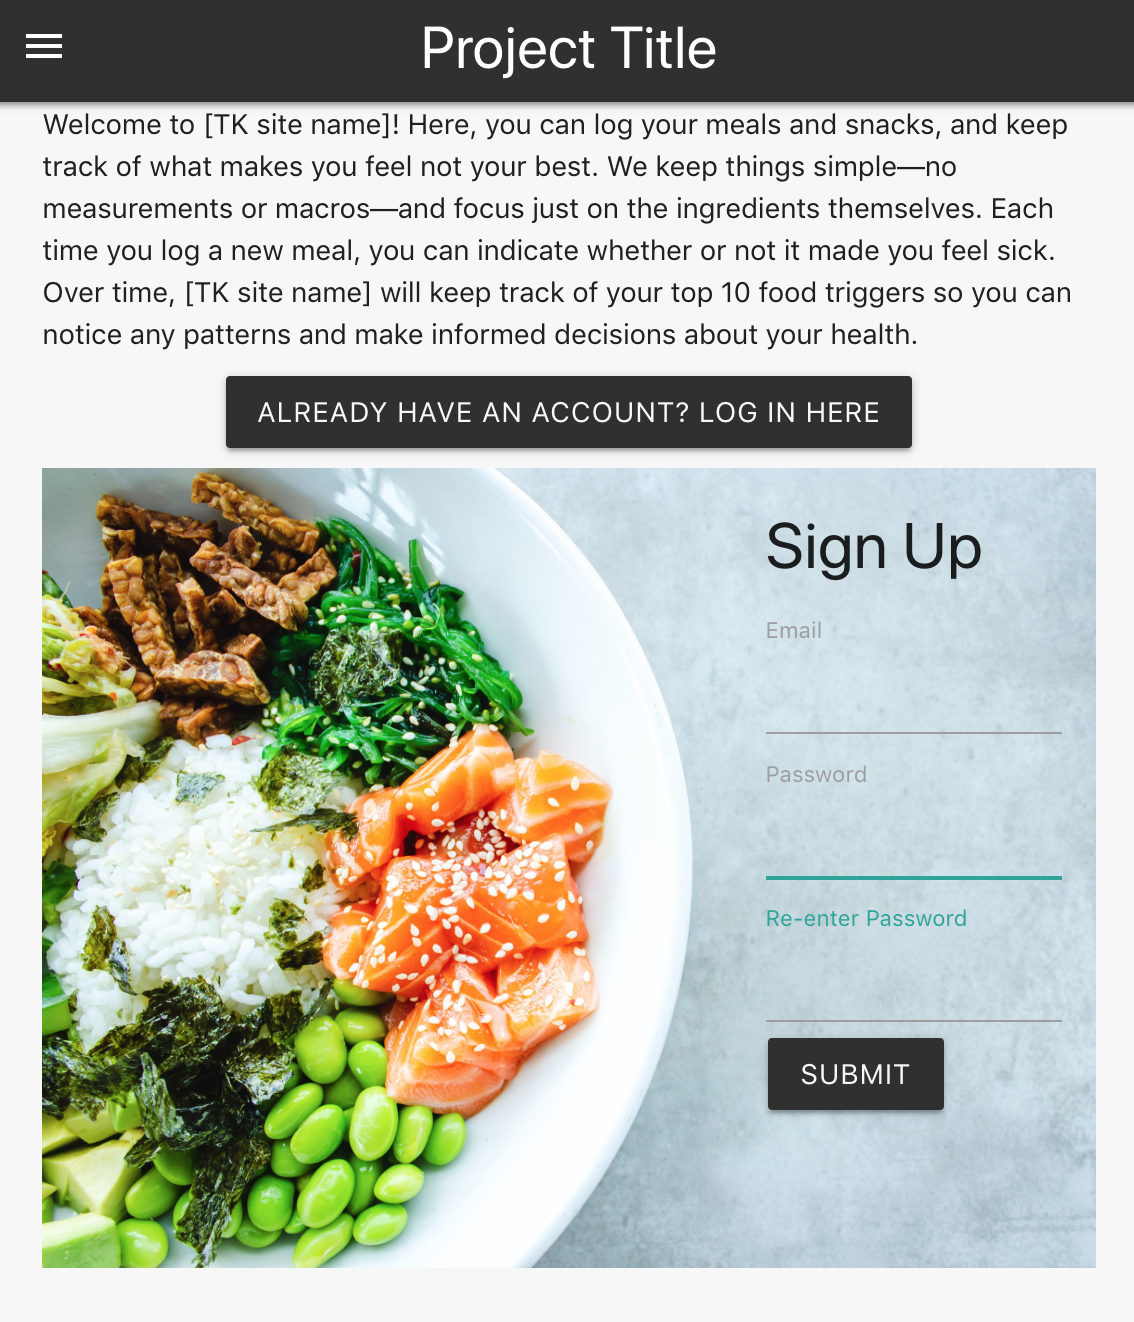 Project Title
Welcome to [TK site name]! Here, you can log your meals and snacks, and keep
track of what makes you feel not your best. We keep things simple—no
measurements or macros—and focus just on the ingredients themselves. Each
time you log a new meal, you can indicate whether or not it made you feel sick.
Over time, [TK site name] will keep track of your top 10 food triggers so you can
notice any patterns and make informed decisions about your health.
ALREADY HAVE AN ACCOUNT? LOG IN HERE
Sign Up
Email
Password
Re-enter Password
SUBMIT